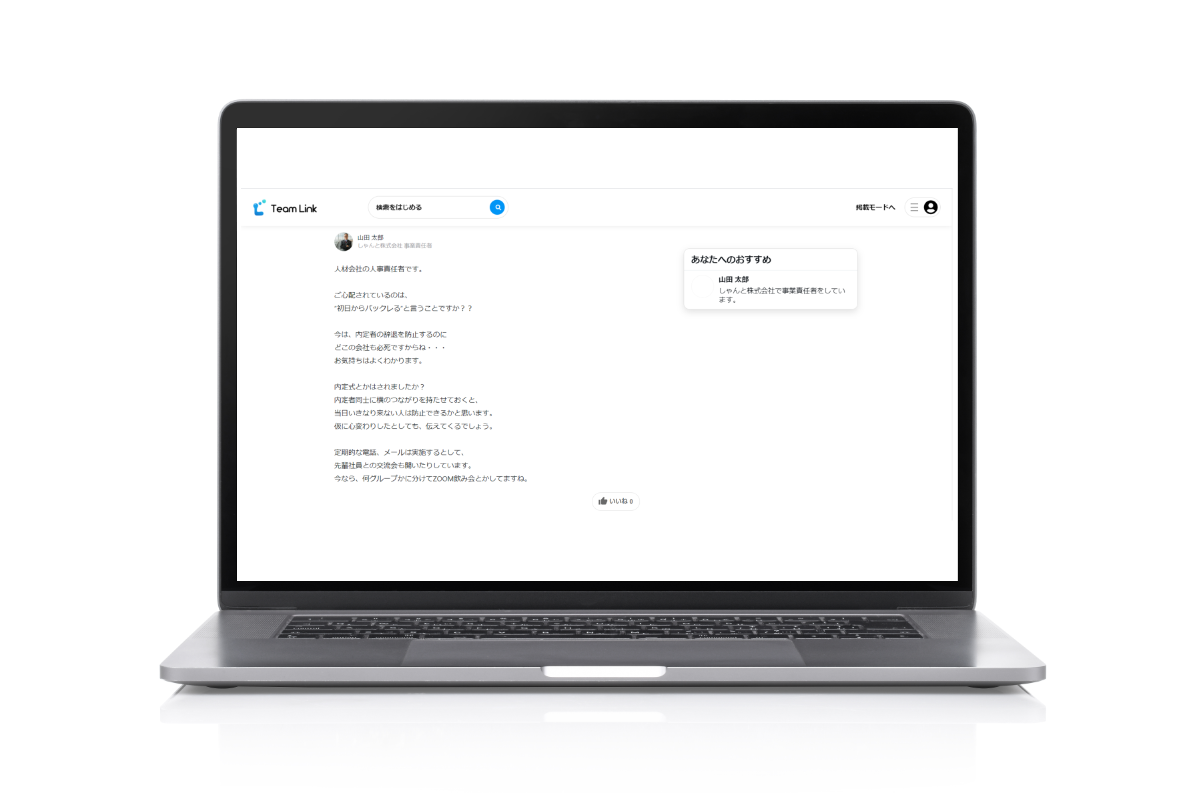 Team Link
検索をはじめる
掲載モードへ
山田 太郎
しゃんと株式会社 事業責任者
人材会社の人事責任者です。
ご心配されているのは、
"初日からバックレる"と言うことですか？？
今は、内定者の辞退を防止するのに
どこの会社も必死ですからね・・・
お気持ちはよくわかります。
内定式とかはされましたか？
内定者同士に横のつながりを持たせておくと、
当日いきなり来ない人は防止できるかと思います。
仮に心変わりしたとしても、伝えてくるでしょう。
定期的な電話、メールは実施するとして、
先輩社員との交流会も開いたりしています。
今なら、何グループかに分けてZOOM飲み会とかしてますね。
いいね 0
あなたへのおすすめ
山田 太郎
しゃんと株式会社で事業責任者をしてい
ます。